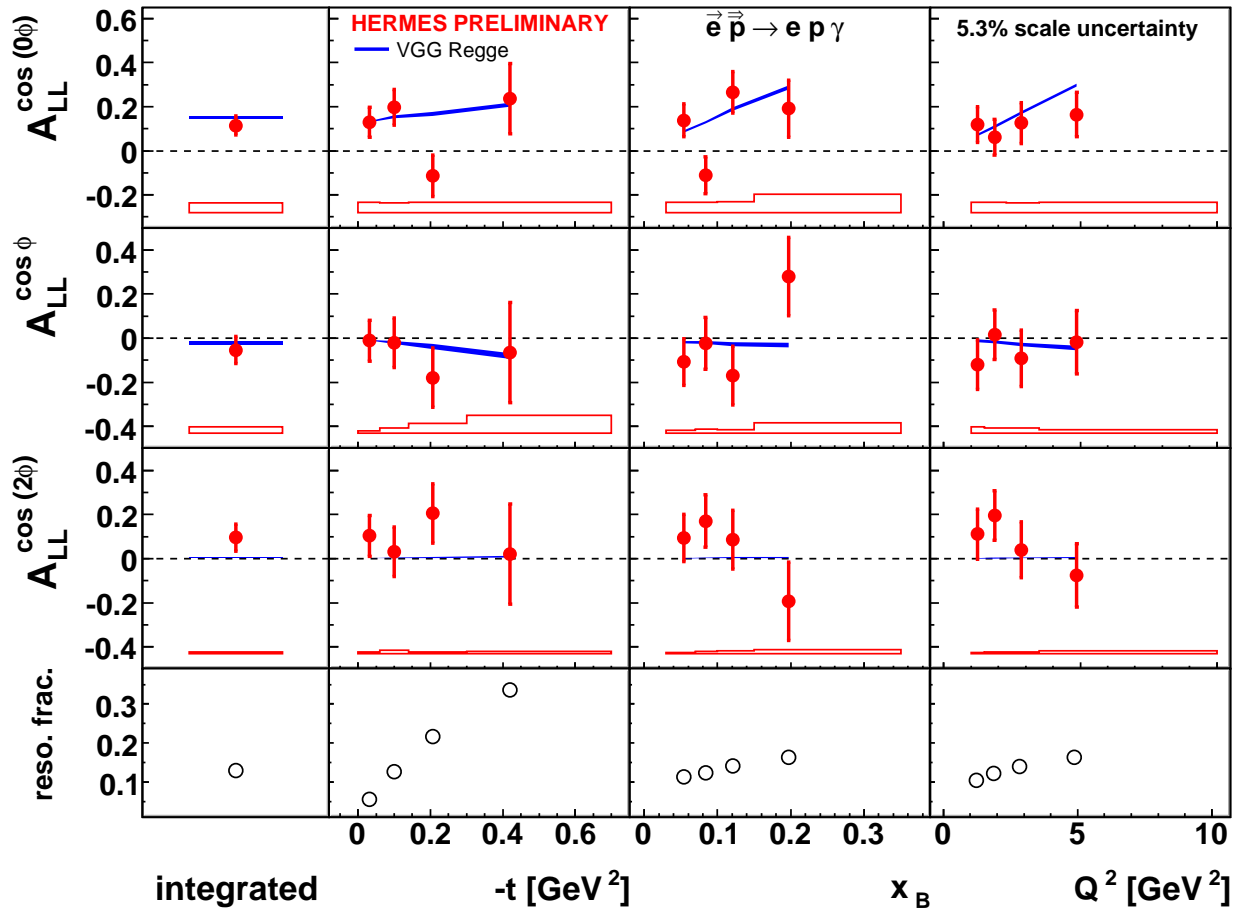 HERMES PRELIMINARY
VGG Regge
e⃗ p⃗ → e p γ
5.3% scale uncertainty
A_LL^cos (0ϕ)
0.6
0.4
0.2
0
-0.2
A_LL^cos ϕ
0.4
0.2
0
-0.2
-0.4
A_LL^cos (2ϕ)
0.4
0.2
0
-0.2
-0.4
reso. frac.
0.3
0.2
0.1
0 0.2 0.4 0.6
0 0.1 0.2 0.3
0 5 10
integrated
-t [GeV²]
x_B
Q² [GeV²]